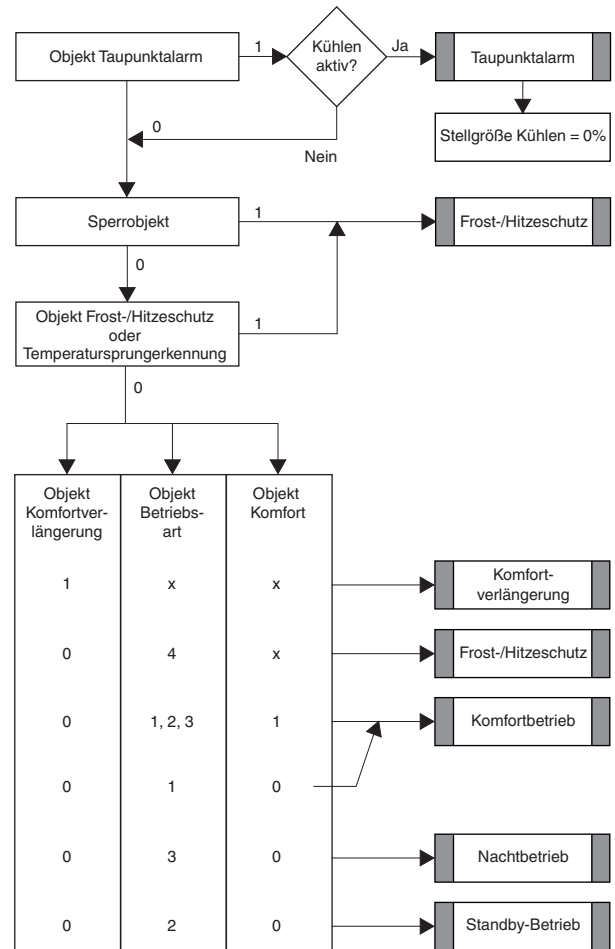 Objekt Taupunktalarm
1
Kühlen
aktiv?
Ja
Taupunktalarm
0
Nein
Stellgröße Kühlen = 0%
Sperrobjekt
1
Frost-/Hitzeschutz
0
Objekt Frost-/Hitzeschutz
oder
Temperatursprungerkennung
1
0
Objekt
Komfortver-
längerung
Objekt
Betriebs-
art
Objekt
Komfort
1 x x
Komfort-
verlängerung
0 4 x Frost-/Hitzeschutz
0 1, 2, 3 1 Komfortbetrieb
0 1 0
0 3 0 Nachtbetrieb
0 2 0 Standby-Betrieb